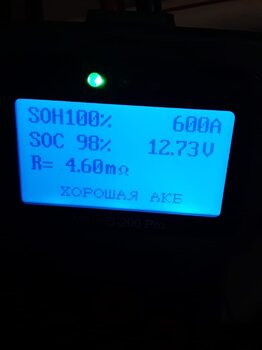 SOH100% 600A
SOC 98% 12.73V
R= 4.60mΩ
ХОРОШАЯ АКБ